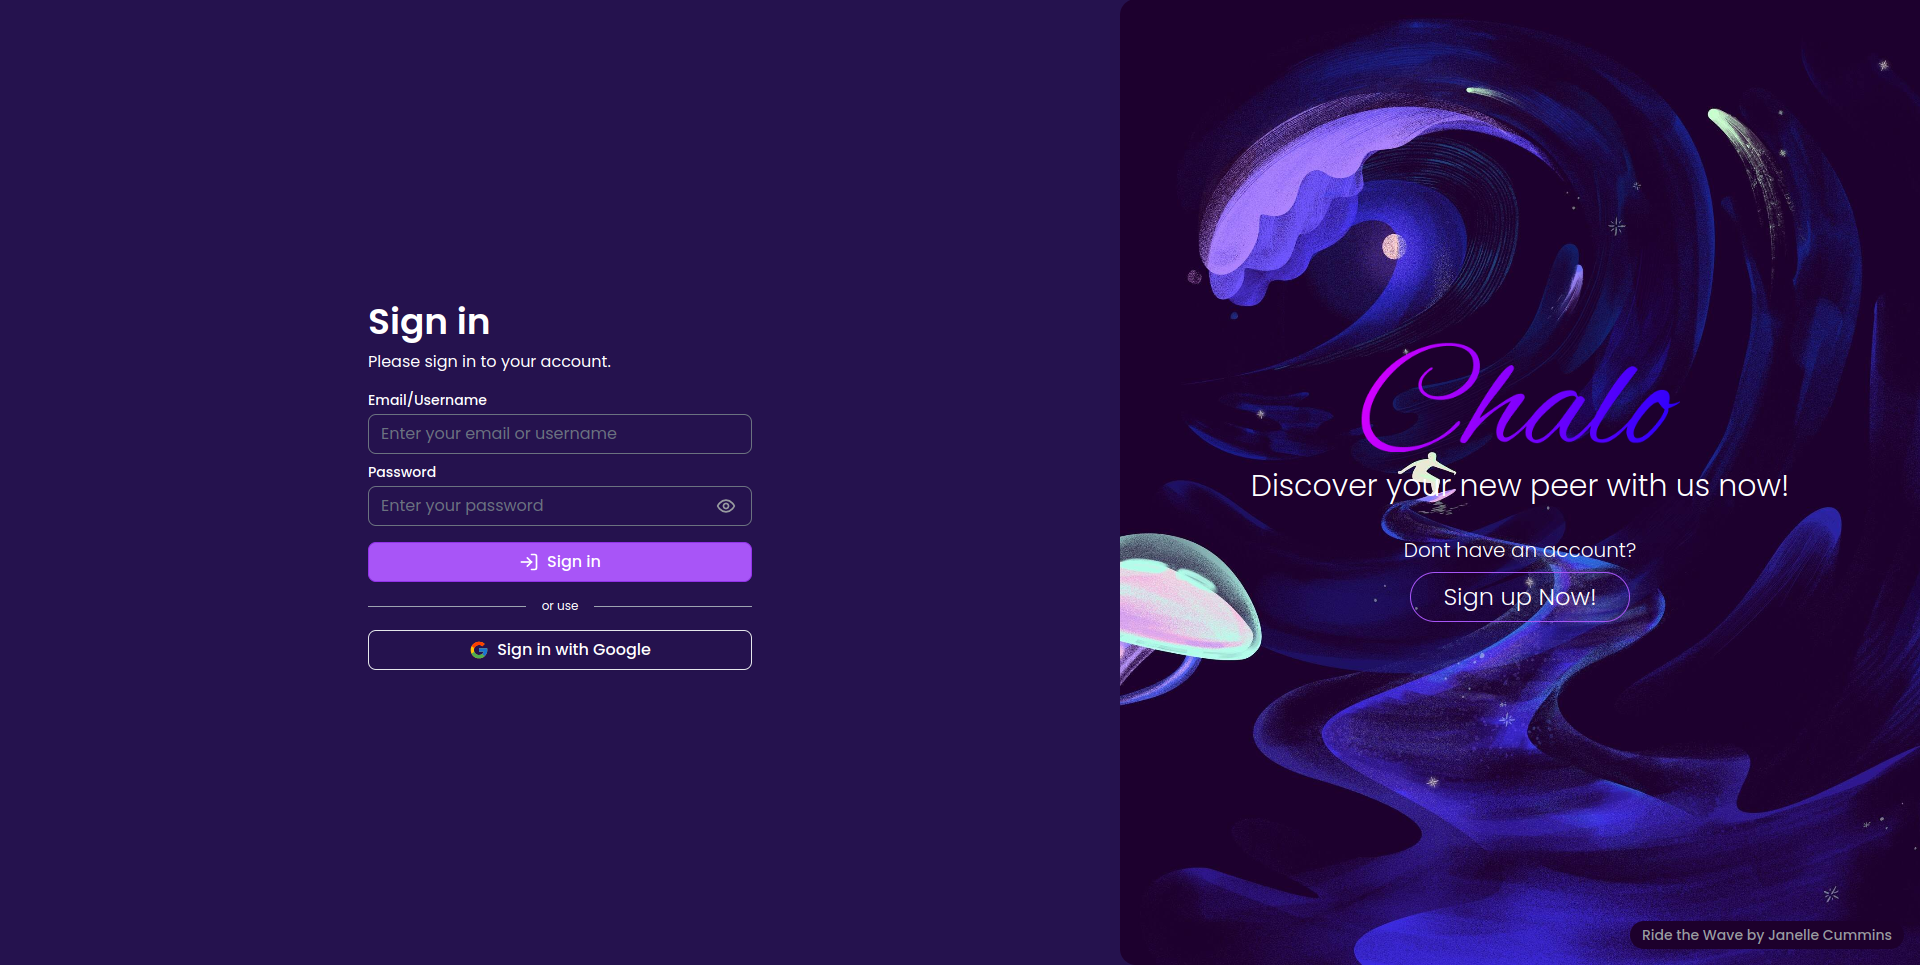 Sign in
Please sign in to your account.
Email/Username
Enter your email or username
Password
Enter your password
Sign in
or use
Sign in with Google
Chalo
Discover your new peer with us now!
Dont have an account?
Sign up Now!
Ride the Wave by Janelle Cummins